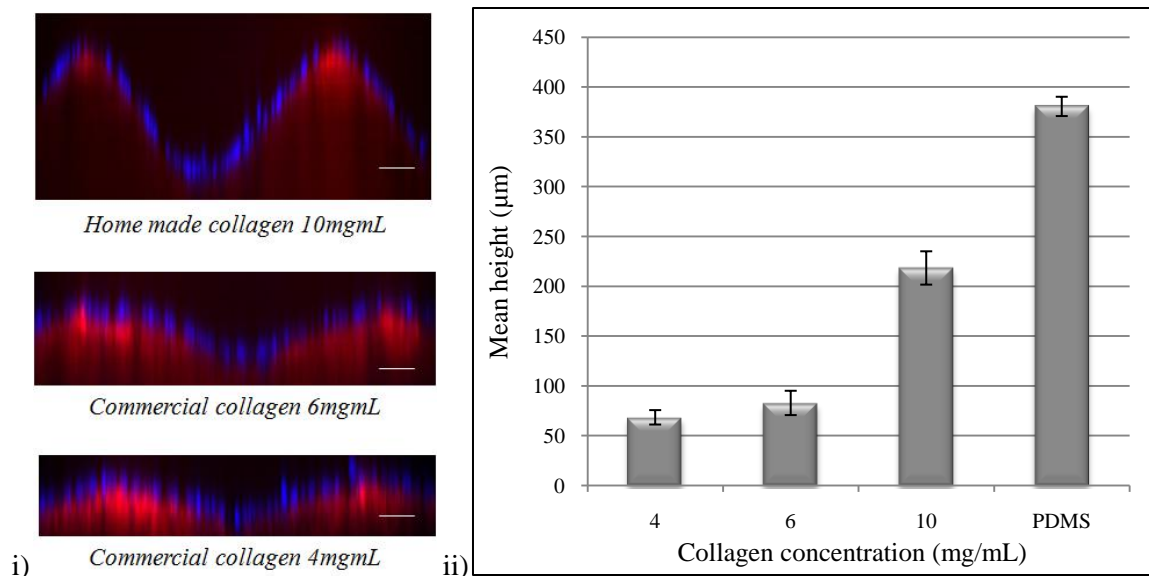 Home made collagen 10mgmL
Commercial collagen 6mgmL
Commercial collagen 4mgmL
i)
ii)
Mean height (µm)
450
400
350
300
250
200
150
100
50
0
4 6 10 PDMS
Collagen concentration (mg/mL)